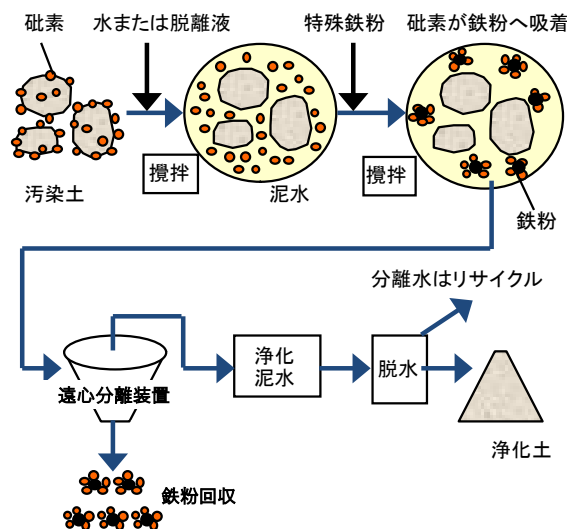 砒素
水または脱離液
特殊鉄粉
砒素が鉄粉へ吸着
汚染土
攪拌
泥水
攪拌
鉄粉
分離水はリサイクル
遠心分離装置
浄化
泥水
脱水
浄化土
鉄粉回収